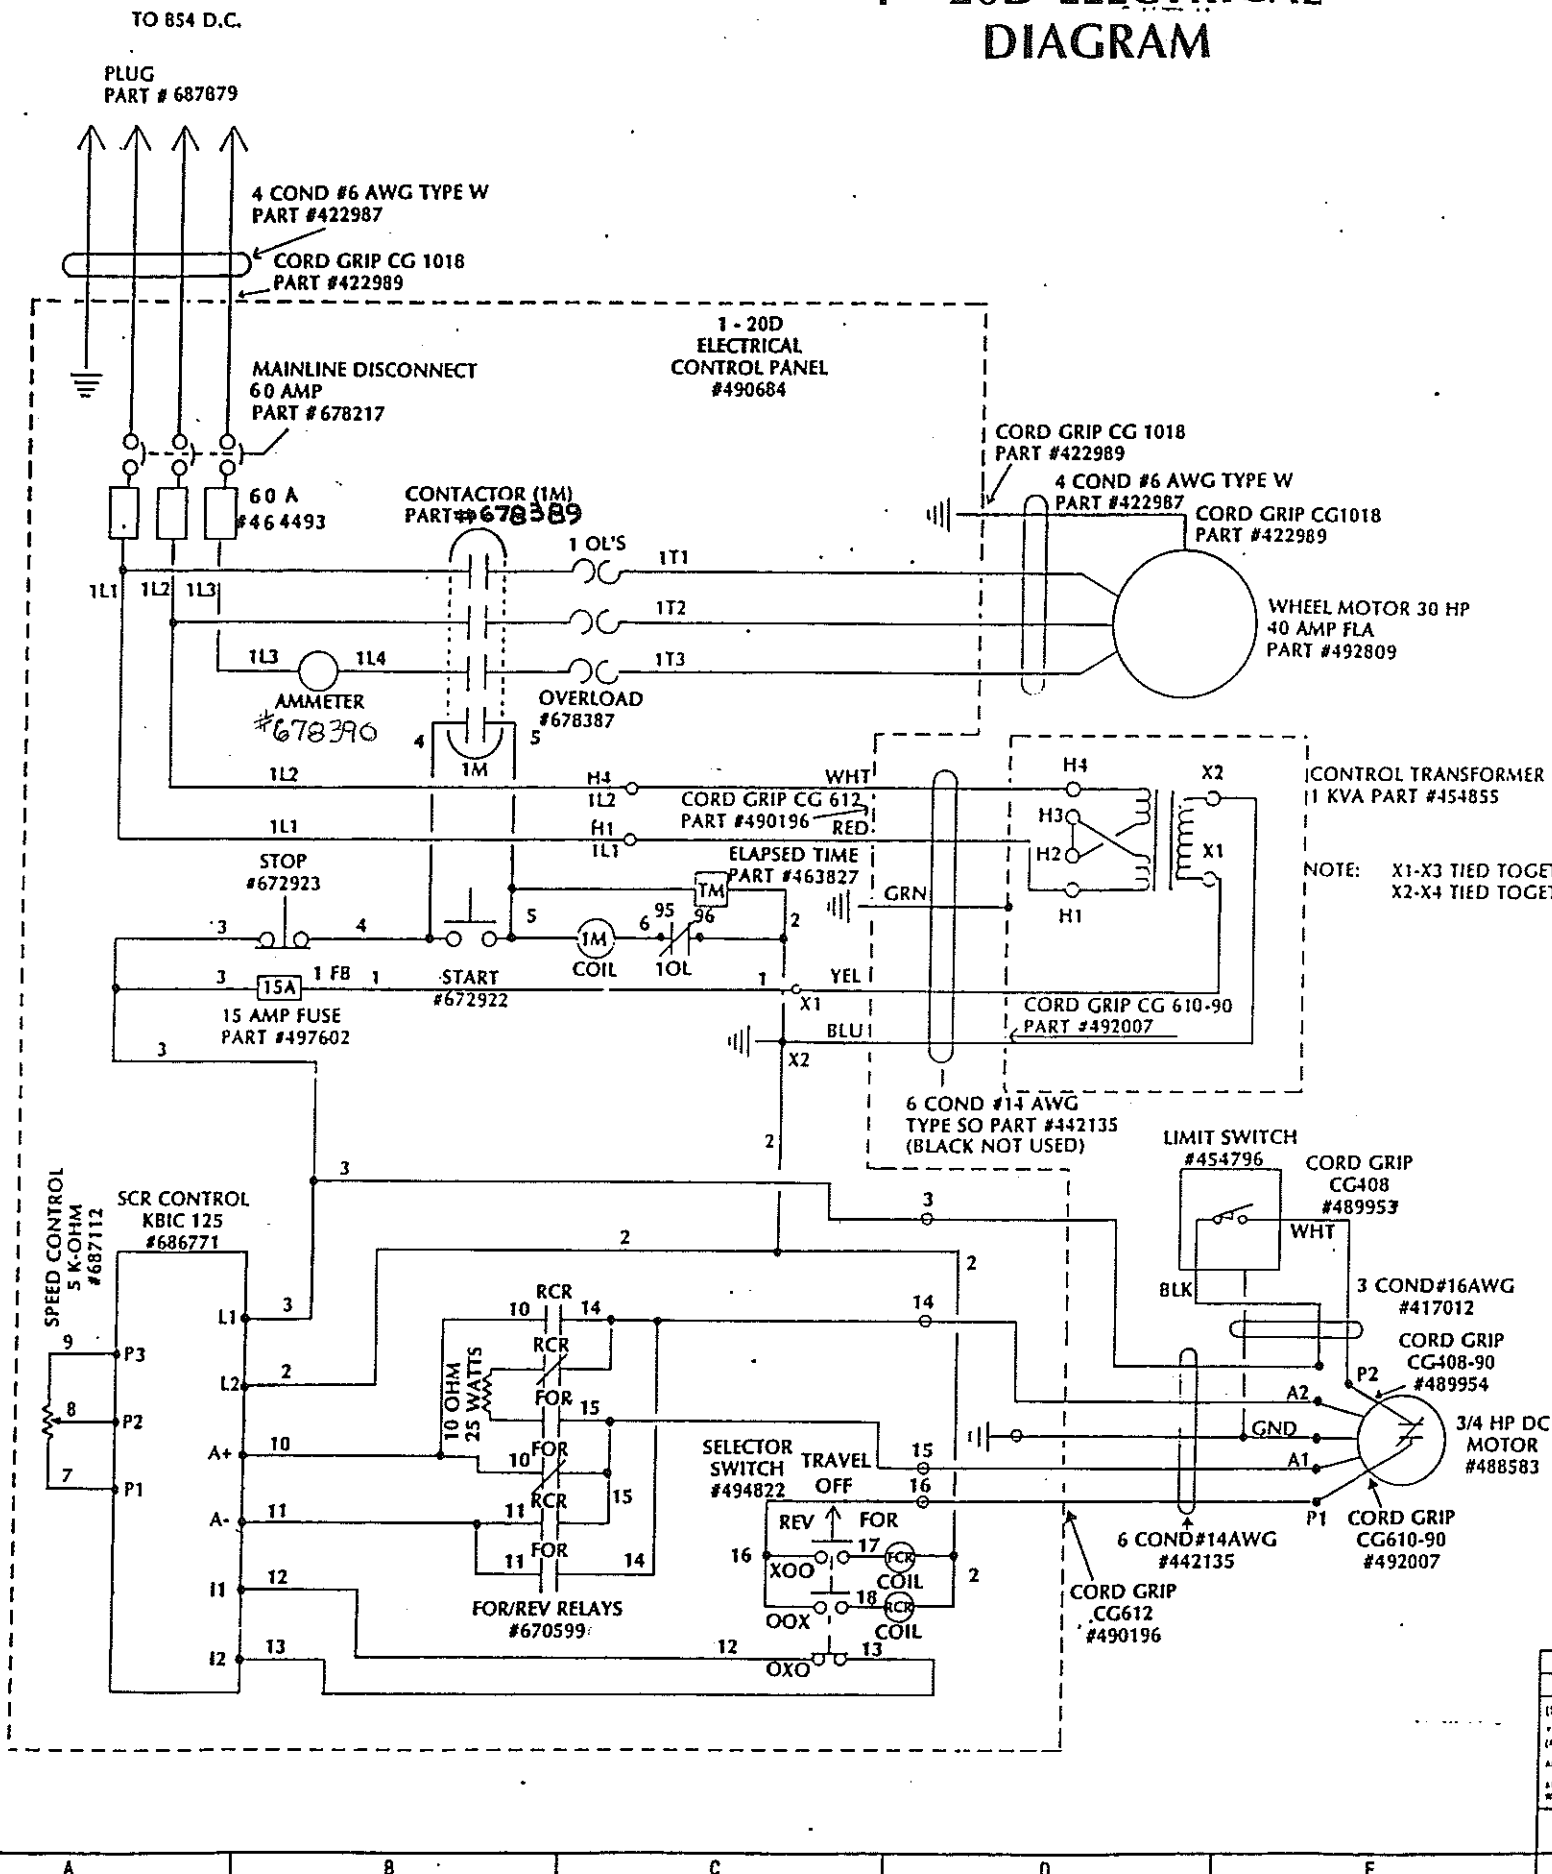 TO 854 D.C.
DIAGRAM
PLUG
PART # 687879
4 COND #6 AWG TYPE W
PART #422987
CORD GRIP CG 1018
PART #422989
1 - 20D
ELECTRICAL
CONTROL PANEL
#490684
MAINLINE DISCONNECT
60 AMP
PART #678217
CORD GRIP CG 1018
PART #422989
4 COND #6 AWG TYPE W
PART #422987
CORD GRIP CG1018
PART #422989
60 A
#464493
CONTACTOR (1M)
PART #678389
1 OL'S
1T1
1L1
1L2
1L3
1T2
WHEEL MOTOR 30 HP
40 AMP FLA
PART #492809
1L3
1L4
1T3
AMMETER
#678390
OVERLOAD
#678387
4
5
1M
1L2
H4
1L2
WHT
H4
X2
CONTROL TRANSFORMER
1 KVA PART #454855
CORD GRIP CG 612
PART #490196
H3
1L1
H1
1L1
RED
H2
X1
STOP
#672923
ELAPSED TIME
PART #463827
TM
NOTE: X1-X3 TIED
X2-X4 TIED
GRN
H1
3
4
5
1M
COIL
6
95
96
1OL
2
3
15A
1 FB
1
START
#672922
1
X1
YEL
15 AMP FUSE
PART #497602
CORD GRIP CG 610-90
PART #492007
BLU
X2
3
6 COND #14 AWG
TYPE SO PART #442135
(BLACK NOT USED)
2
LIMIT SWITCH
#454796
CORD GRIP
CG408
#489953
3
3
WHT
SPEED CONTROL
5 K-OHM
#687112
SCR CONTROL
KBIC 125
#686771
2
2
BLK
3 COND#16AWG
#417012
L1
3
10
RCR
14
14
9
P3
RCR
CORD GRIP
CG408-90
#489954
L2
2
10 OHM
25 WATTS
FOR
15
P2
A2
8
P2
GND
3/4 HP DC
MOTOR
#488583
A+
10
10
FOR
SELECTOR
SWITCH
#494822
TRAVEL
OFF
15
A1
7
P1
15
16
P1
A-
11
11
RCR
REV
FOR
CORD GRIP
CG610-90
#492007
11
FOR
14
16
XOO
17
FCR
COIL
2
6 COND#14AWG
#442135
I1
12
FOR/REV RELAYS
#670599
OOX
18
RCR
COIL
CORD GRIP
CG612
#490196
I2
13
12
OXO
13
A
B
C
D